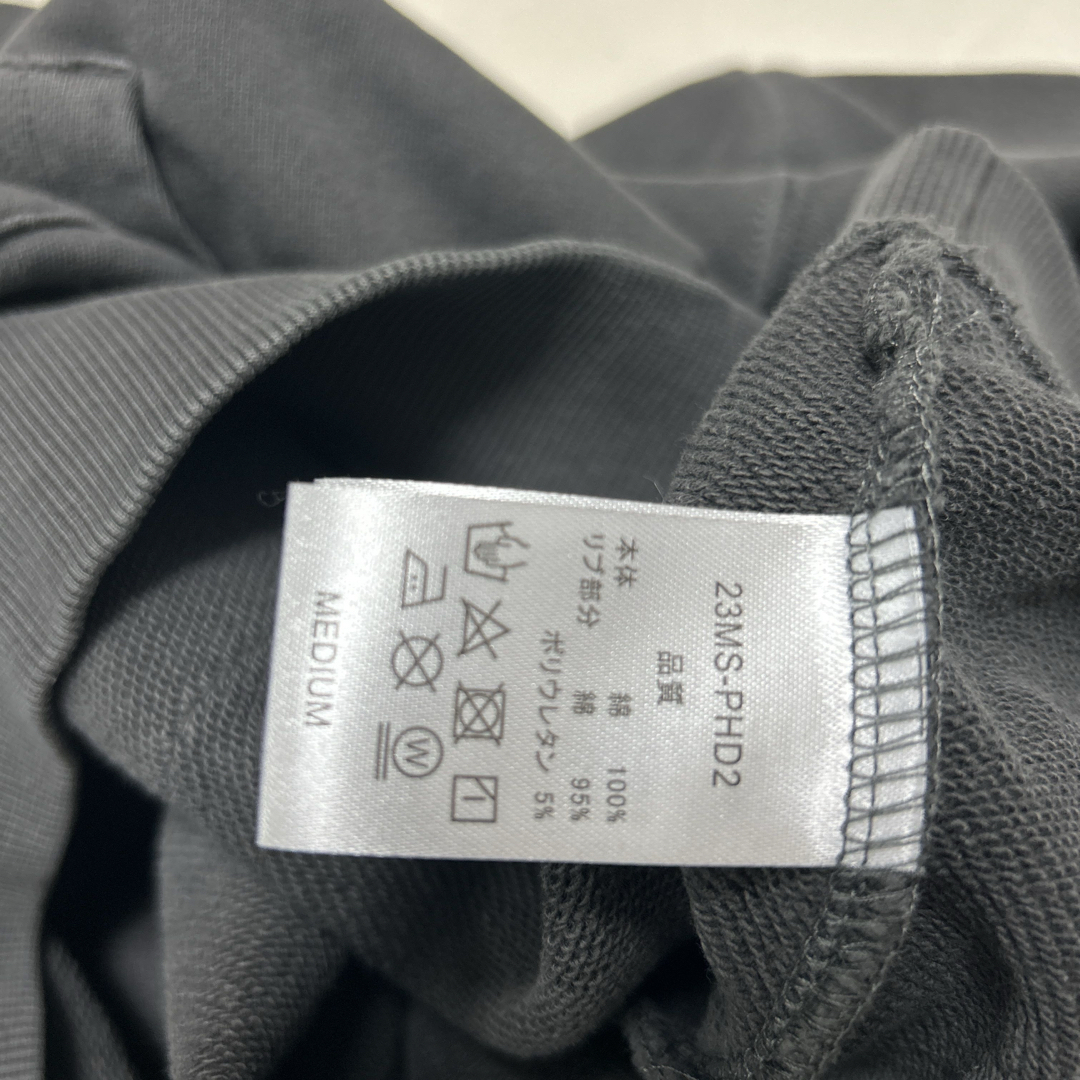 23MS-PHD2
品質
本体 綿 100%
リブ部分 綿 95%
ポリウレタン 5%
W
MEDIUM